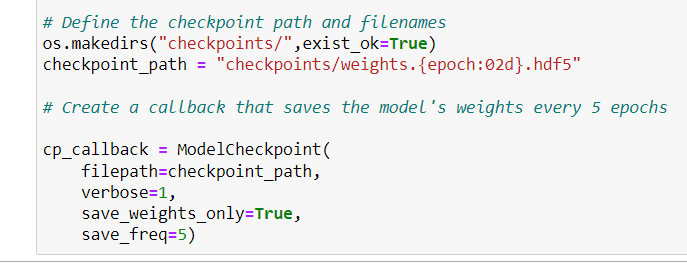 # Define the checkpoint path and filenames
os.makedirs("checkpoints/",exist_ok=True)
checkpoint_path = "checkpoints/weights.{epoch:02d}.hdf5"
# Create a callback that saves the model's weights every 5 epochs
cp_callback = ModelCheckpoint(
    filepath=checkpoint_path,
    verbose=1,
    save_weights_only=True,
    save_freq=5)